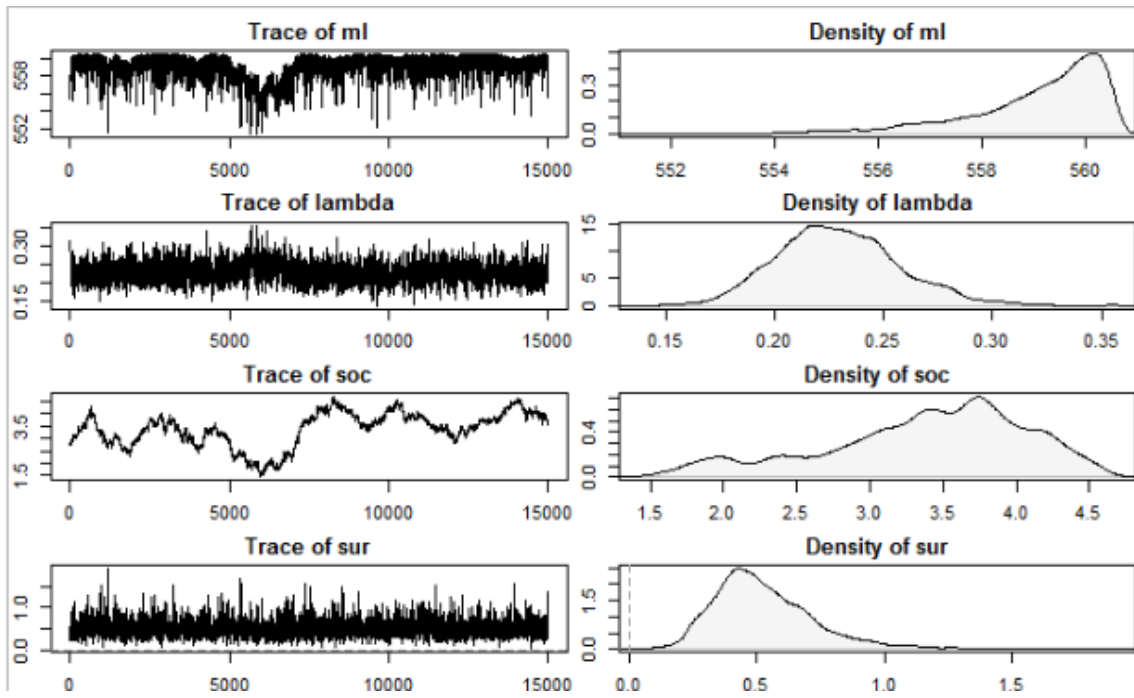 Trace of ml Density of ml
558 552 0.3 0.0
0 5000 10000 15000 552 554 556 558 560
Trace of lambda Density of lambda
0.30 0.15 15 5 0
0 5000 10000 15000 0.15 0.20 0.25 0.30 0.35
Trace of soc Density of soc
3.5 1.5 0.4 0.0
0 5000 10000 15000 1.5 2.0 2.5 3.0 3.5 4.0 4.5
Trace of sur Density of sur
1.0 0.0 1.5 0.0
0 5000 10000 15000 0.0 0.5 1.0 1.5